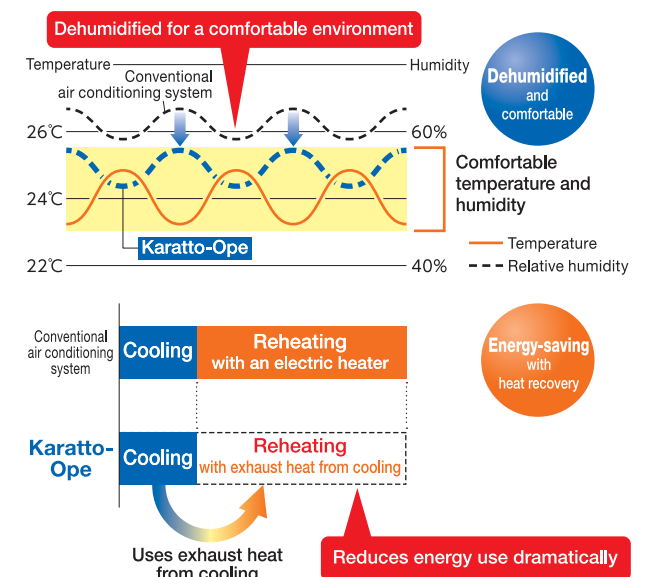 Dehumidified for a comfortable environment
Temperature
Humidity
Conventional
air conditioning system
26℃
60%
24℃
22℃
40%
Karatto-Ope
Comfortable
temperature and
humidity
Temperature
Relative humidity
Dehumidified
and
comfortable
Conventional
air conditioning
system
Cooling
Reheating
with an electric heater
Energy-saving
with
heat recovery
Karatto-
Ope
Cooling
Reheating
with exhaust heat from cooling
Uses exhaust heat
from cooling
Reduces energy use dramatically